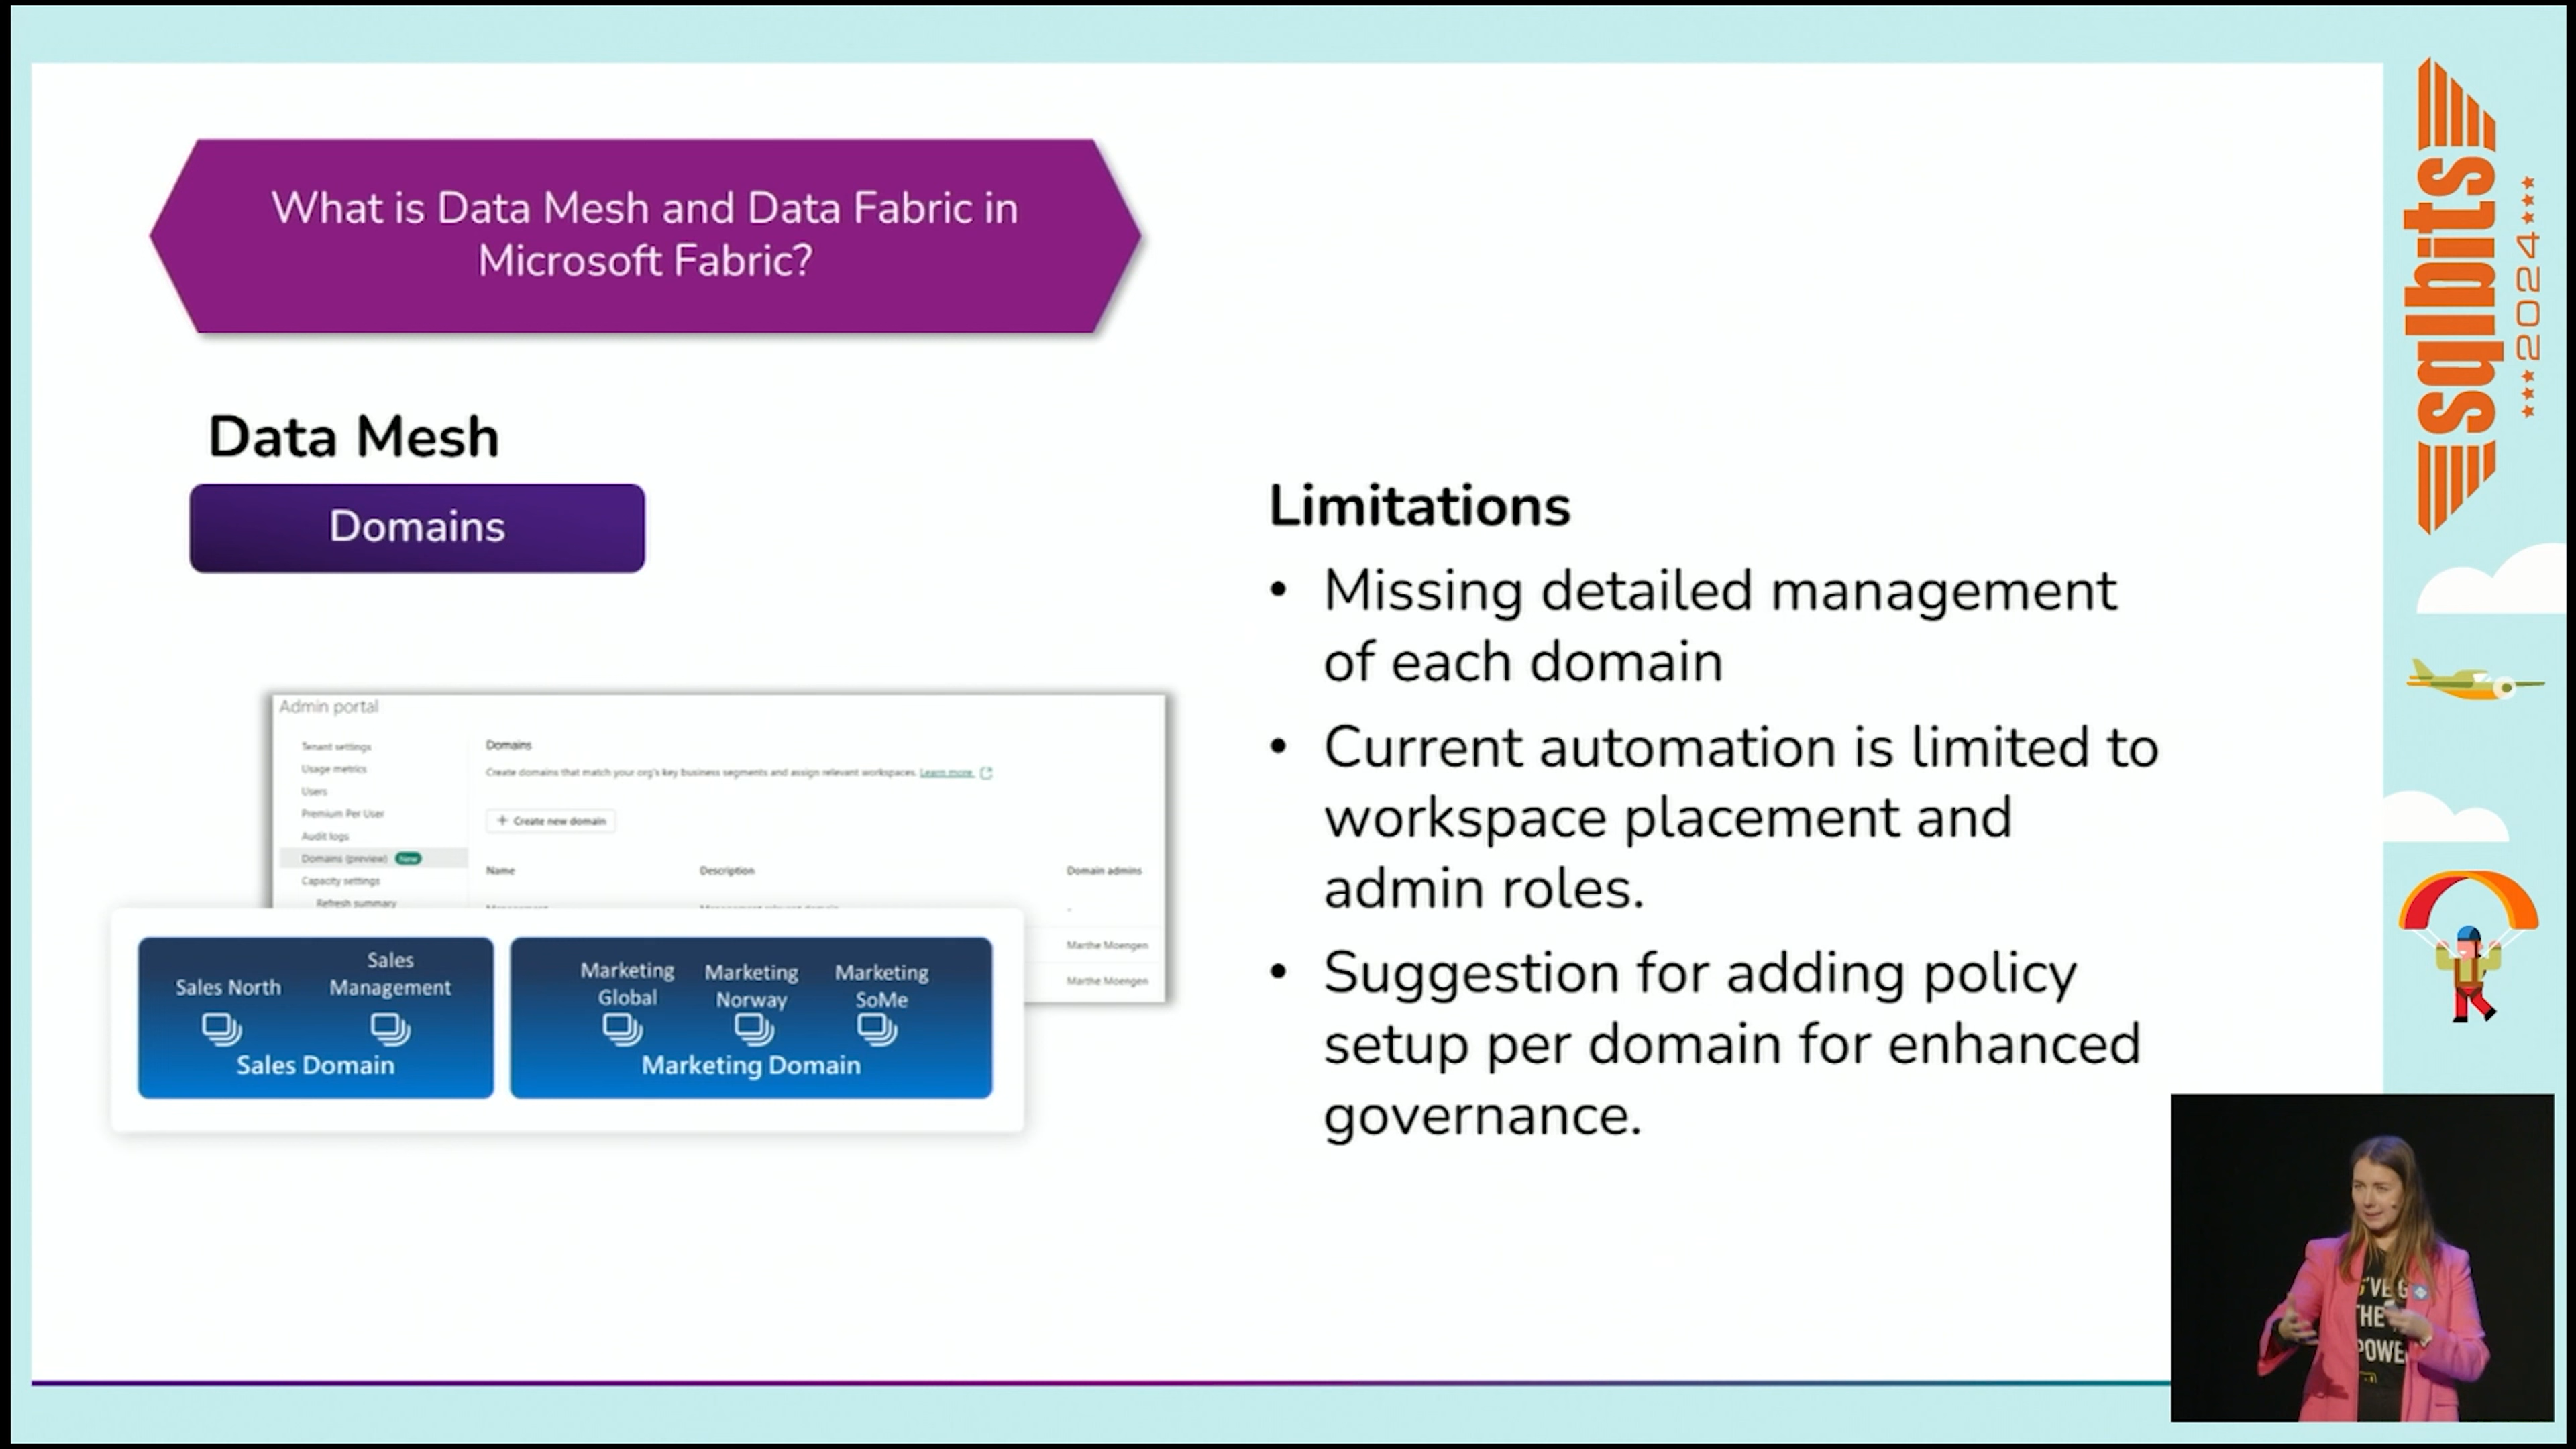 What is Data Mesh and Data Fabric in
Microsoft Fabric?
Data Mesh
Domains
Admin portal
Tenant settings
Usage metrics
Users
Premium Per User
Audit logs
Domains (preview) New
Capacity settings
Refresh summary
Domains
Create domains that match your org's key business segments and assign relevant workspaces. Learn more
+ Create new domain
Name Description Domain admins
Marthe Moengen
Marthe Moengen
Sales North
Sales
Management
Sales Domain
Marketing
Global
Marketing
Norway
Marketing
SoMe
Marketing Domain
Limitations
• Missing detailed management
of each domain
• Current automation is limited to
workspace placement and
admin roles.
• Suggestion for adding policy
setup per domain for enhanced
governance.
sqlbits
2024
THE